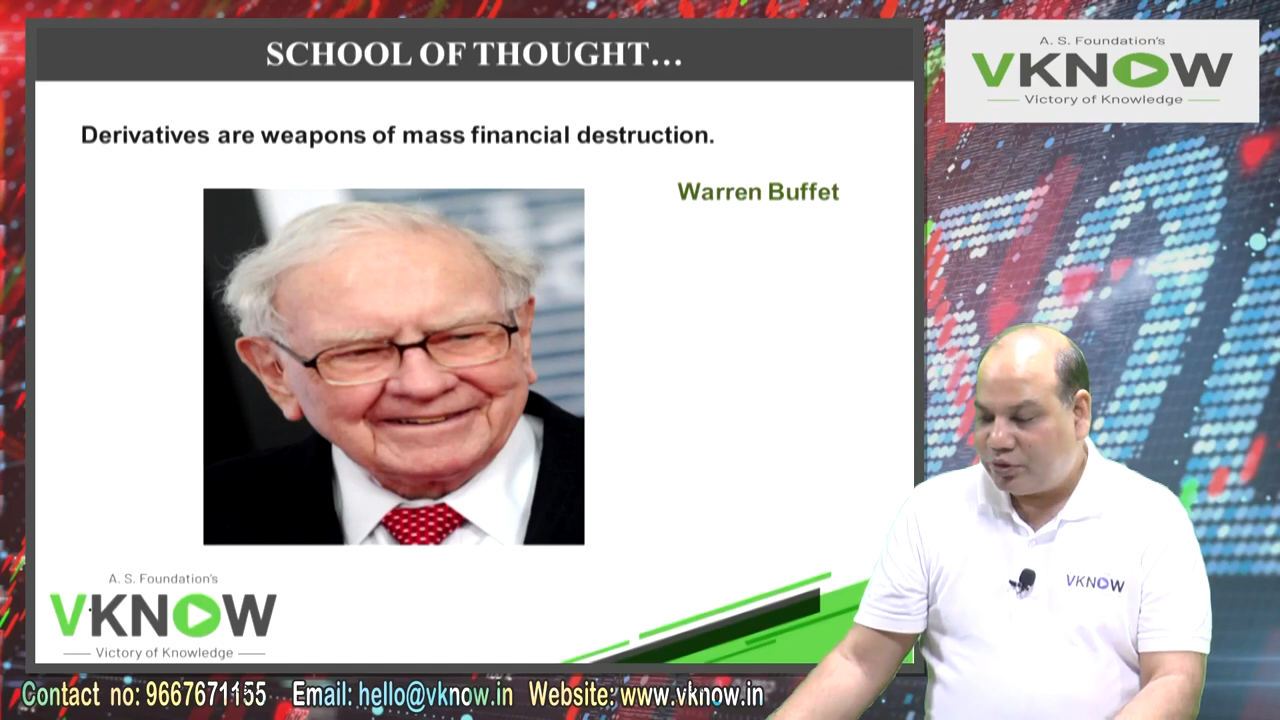 SCHOOL OF THOUGHT...
Derivatives are weapons of mass financial destruction.
Warren Buffet
A. S. Foundation's
VKNOW
Victory of Knowledge
A. S. Foundation's
VKNOW
Victory of Knowledge
VKNOW
Contact no: 9667671155 Email: hello@vknow.in Website: www.vknow.in